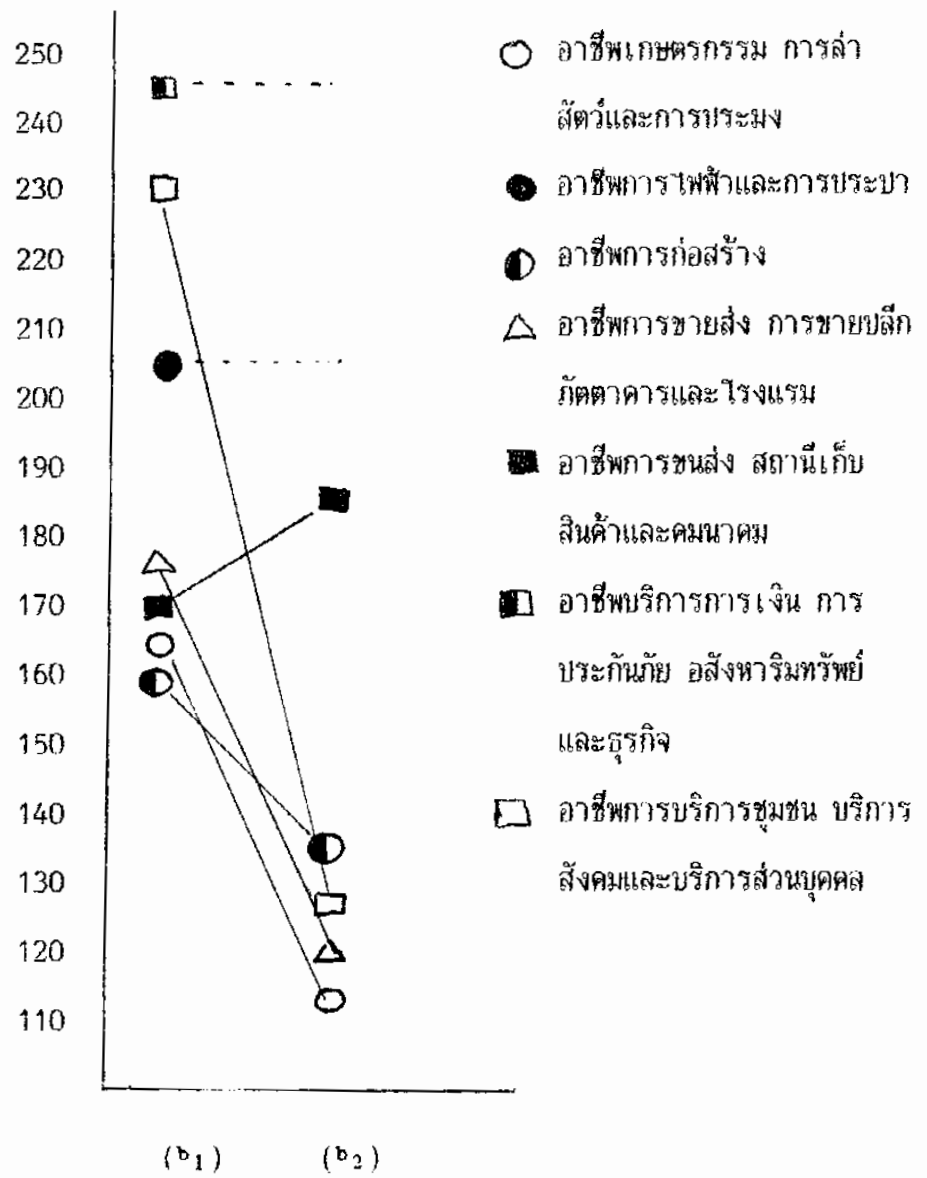 250
240
230
220
210
200
190
180
170
160
150
140
130
120
110
(b1)
(b2)
อาชีพเกษตรกรรม การล่า
สัตว์และการประมง
อาชีพการไฟฟ้าและการประปา
อาชีพการก่อสร้าง
อาชีพการขายส่ง การขายปลีก
ภัตตาคารและโรงแรม
อาชีพการขนส่ง สถานีเก็บ
สินค้าและคมนาคม
อาชีพบริการการเงิน การ
ประกันภัย อสังหาริมทรัพย์
และธุรกิจ
อาชีพการบริการชุมชน บริการ
สังคมและบริการส่วนบุคคล